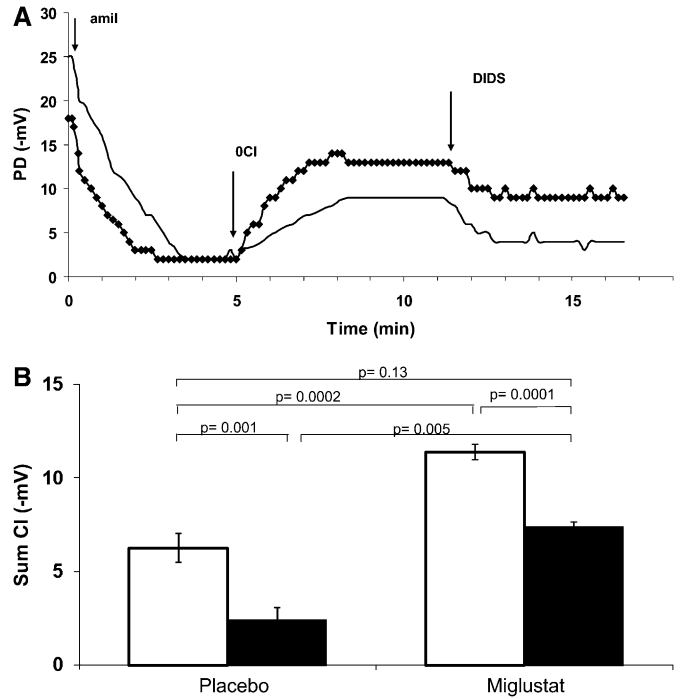 A
amil
0Cl
DIDS
PD (-mV)
30
25
20
15
10
5
0
0
5
10
15
Time (min)
B
p= 0.13
p= 0.0002
p= 0.0001
p= 0.001
p= 0.005
Sum Cl (-mV)
15
10
5
0
Placebo
Miglustat